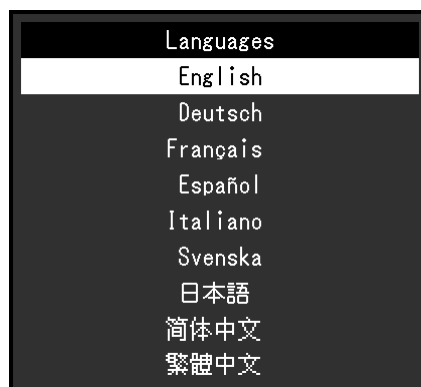 Languages
English
Deutsch
Français
Español
Italiano
Svenska
日本語
简体中文
繁體中文